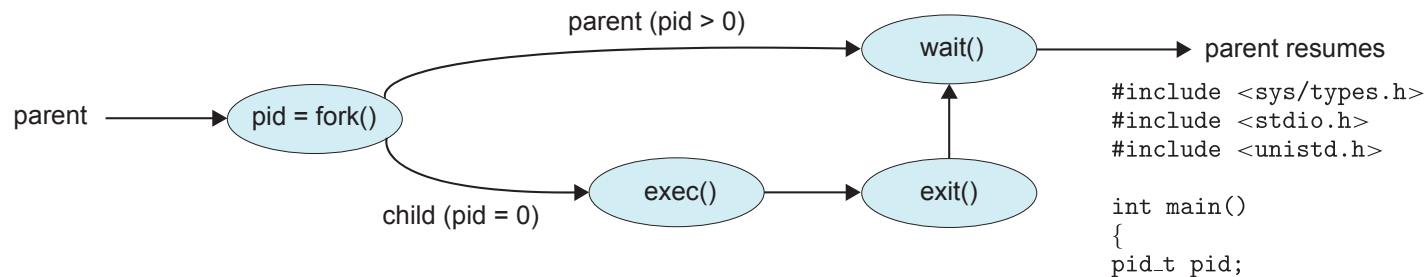 parent (pid > 0)
wait()
parent resumes
parent
pid = fork()
child (pid = 0)
exec()
exit()
#include <sys/types.h>
#include <stdio.h>
#include <unistd.h>
int main()
{
pid_t pid;